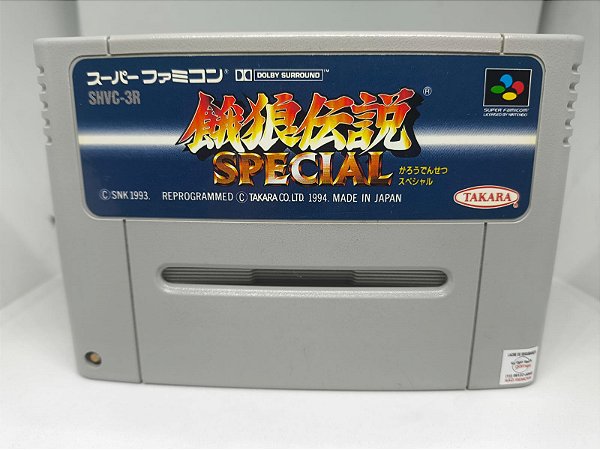 スーパーファミコン® DOLBY SURROUND™
SHVC-3R
餓狼伝説®
SPECIAL
がろうでんせつ
スペシャル
SUPER FAMICOM
LICENSED BY NINTENDO
©SNK 1993. REPROGRAMMED ©TAKARA CO.LTD. 1994. MADE IN JAPAN
TAKARA®